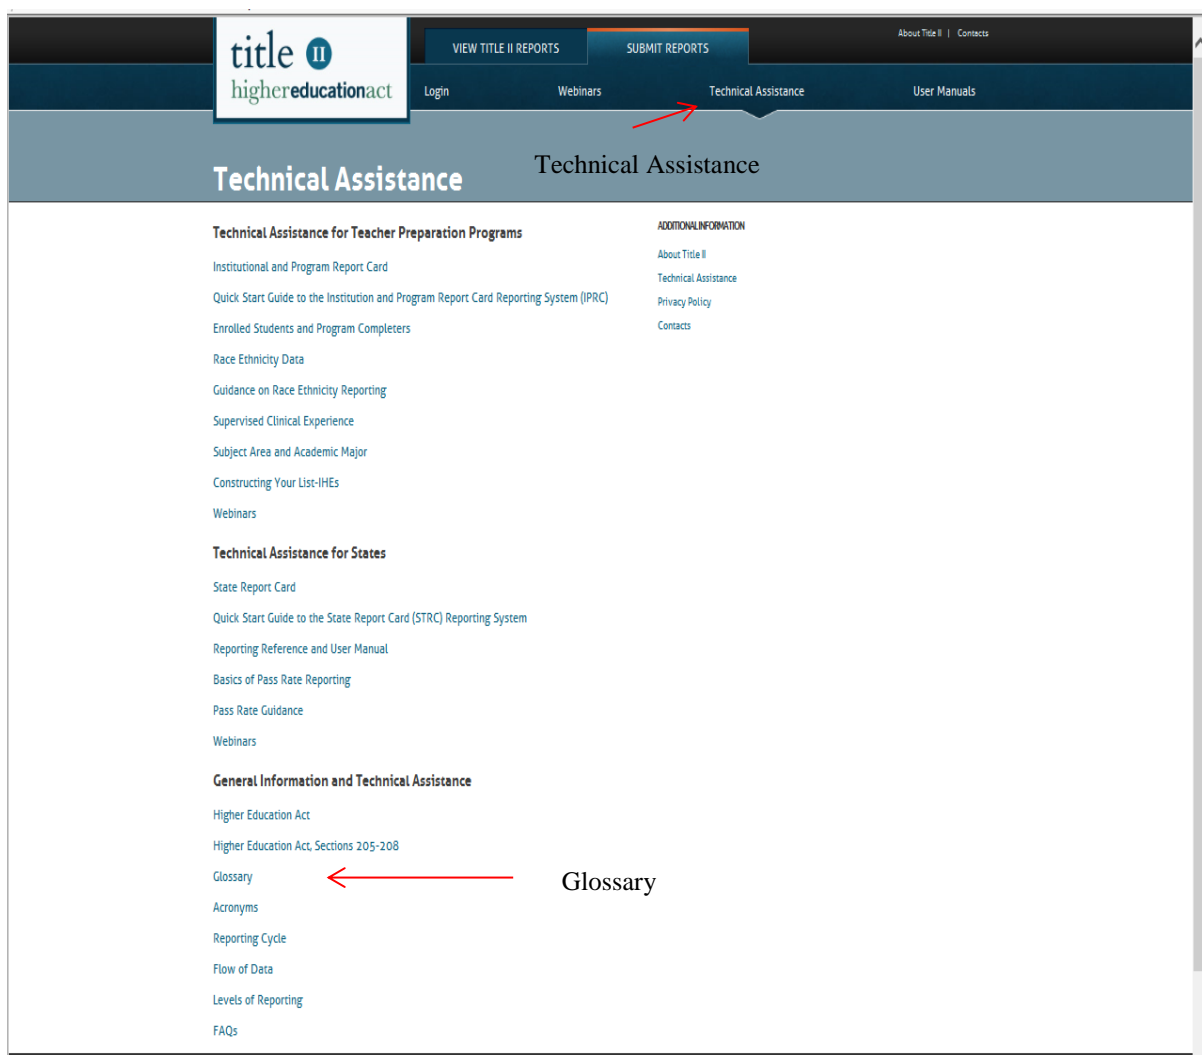 About Title II | Contacts
title II
highereducationact
VIEW TITLE II REPORTS
SUBMIT REPORTS
Login
Webinars
Technical Assistance
User Manuals
Technical Assistance
Technical Assistance
Technical Assistance for Teacher Preparation Programs
Institutional and Program Report Card
Quick Start Guide to the Institution and Program Report Card Reporting System (IPRC)
Enrolled Students and Program Completers
Race Ethnicity Data
Guidance on Race Ethnicity Reporting
Supervised Clinical Experience
Subject Area and Academic Major
Constructing Your List-IHEs
Webinars
Technical Assistance for States
State Report Card
Quick Start Guide to the State Report Card (STRC) Reporting System
Reporting Reference and User Manual
Basics of Pass Rate Reporting
Pass Rate Guidance
Webinars
General Information and Technical Assistance
Higher Education Act
Higher Education Act, Sections 205-208
Glossary
Glossary
Acronyms
Reporting Cycle
Flow of Data
Levels of Reporting
FAQs
ADDITIONAL INFORMATION
About Title II
Technical Assistance
Privacy Policy
Contacts